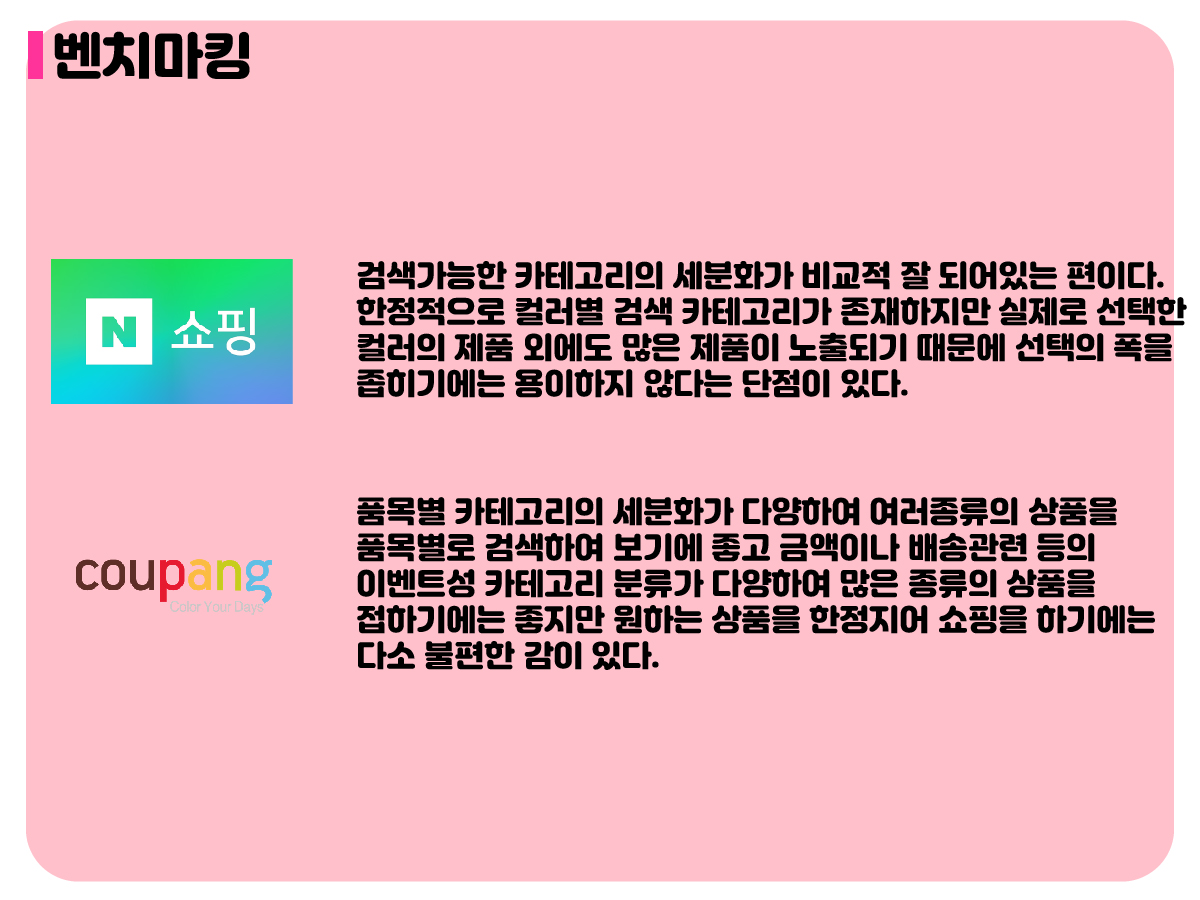 벤치마킹
N 쇼핑
검색가능한 카테고리의 세분화가 비교적 잘 되어있는 편이다.
한정적으로 컬러별 검색 카테고리가 존재하지만 실제로 선택한
컬러의 제품 외에도 많은 제품이 노출되기 때문에 선택의 폭을
좁히기에는 용이하지 않다는 단점이 있다.
coupang
Color Your Days
품목별 카테고리의 세분화가 다양하여 여러종류의 상품을
품목별로 검색하여 보기에 좋고 금액이나 배송관련 등의
이벤트성 카테고리 분류가 다양하여 많은 종류의 상품을
접하기에는 좋지만 원하는 상품을 한정지어 쇼핑을 하기에는
다소 불편한 감이 있다.